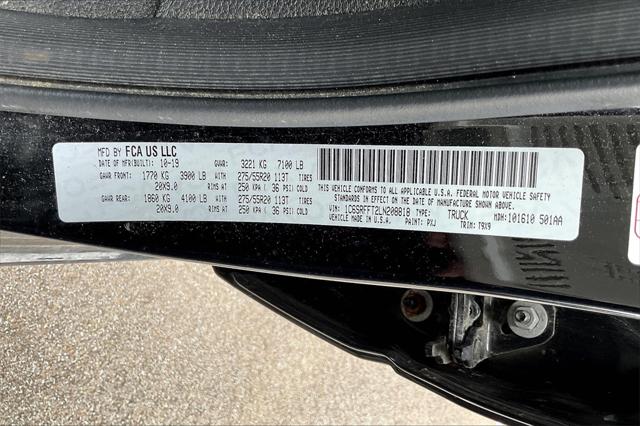 MFD BY FCA US LLC
DATE OF MFR(BUILT): 10-19 GVWR: 3221 KG 7100 LB
GAWR FRONT: 1770 KG 3900 LB WITH 275/55R20 113T TIRES
20X9.0 RIMS AT 250 KPA / 36 PSI COLD
GAWR REAR: 1860 KG 4100 LB WITH 275/55R20 113T TIRES
20X9.0 RIMS AT 250 KPA / 36 PSI COLD
THIS VEHICLE CONFORMS TO ALL APPLICABLE U.S.A. FEDERAL MOTOR VEHICLE SAFETY
STANDARDS IN EFFECT ON THE DATE OF MANUFACTURE SHOWN ABOVE.
VIN: 1C6SRFFT2LN208818 TYPE: TRUCK MDH: 101610 501AA
VEHICLE MADE IN U.S.A. PAINT: PXJ TRIM: T9X9